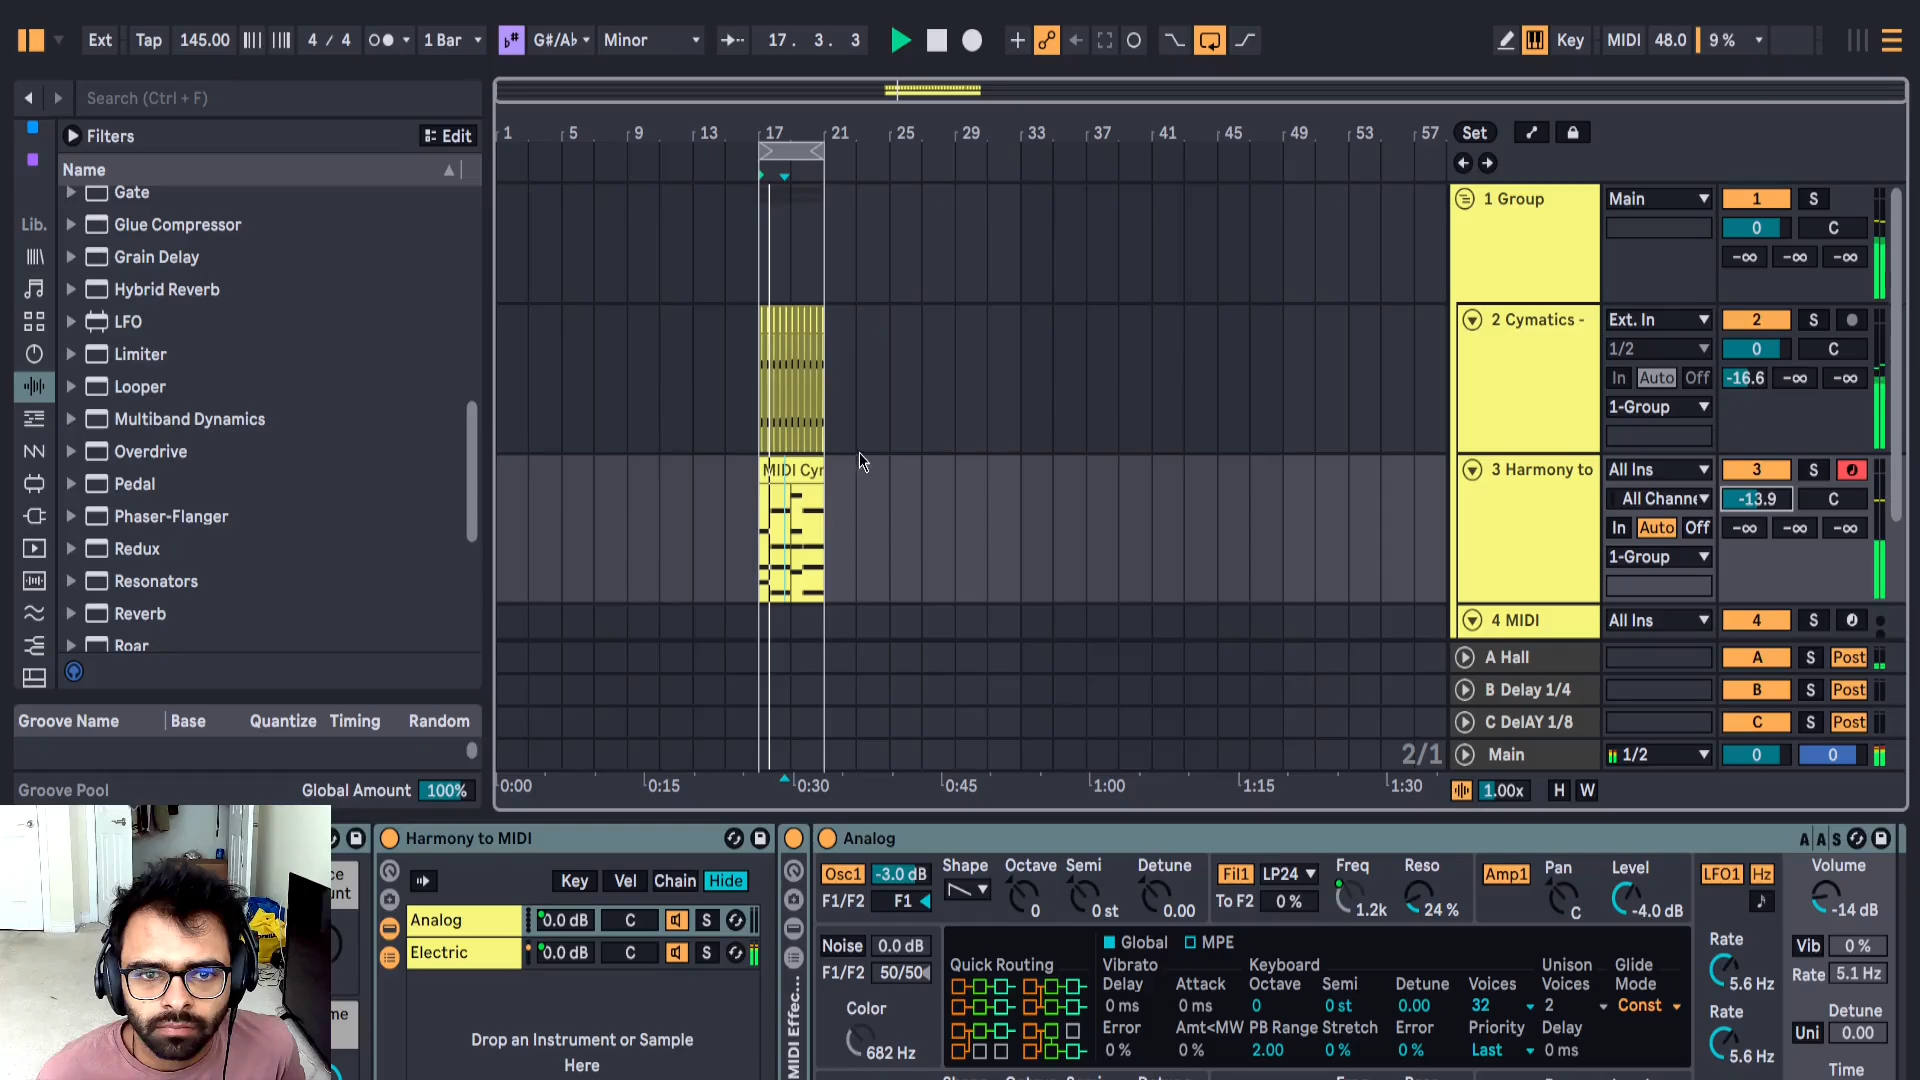 Ext Tap 145.00 4 / 4 1 Bar G#/Ab Minor 17. 3. 3 Key MIDI 48.0 9 %
Search (Ctrl + F)
Filters Edit
Name
Gate
Lib. Glue Compressor
Grain Delay
Hybrid Reverb
LFO
Limiter
Looper
Multiband Dynamics
Overdrive
Pedal
Phaser-Flanger
Redux
Resonators
Reverb
Roar
Groove Name Base Quantize Timing Random
Groove Pool Global Amount 100%
1 5 9 13 17 21 25 29 33 37 41 45 49 53 57 Set
MIDI Cyr
2/1
0:00 0:15 0:30 0:45 1:00 1:15 1:30
1 Group Main 1 S
0 C
-∞ -∞ -∞
2 Cymatics - Ext. In 2 S
1/2 0 C
In Auto Off -16.6 -∞ -∞
1-Group
3 Harmony to All Ins 3 S
All Channe -13.9 C
In Auto Off -∞ -∞ -∞
1-Group
4 MIDI All Ins 4 S
A Hall A S Post
B Delay 1/4 B S Post
C DelAY 1/8 C S Post
Main 1/2 0 0
1.00x H W
Harmony to MIDI
Key Vel Chain Hide
Analog 0.0 dB C S
Electric 0.0 dB C S
Drop an Instrument or Sample
Here
MIDI Effec...
Analog AAS
Osc1 -3.0 dB Shape Octave Semi Detune Fil1 LP24 Freq Reso Amp1 Pan Level LFO1 Hz Volume
F1/F2 F1 0 0 st 0.00 To F2 0 % 1.2k 24 % C -4.0 dB -14 dB
Noise 0.0 dB Global MPE Rate Vib 0 %
F1/F2 50/50 Quick Routing Vibrato Keyboard Unison Glide 5.6 Hz Rate 5.1 Hz
Delay Attack Octave Semi Detune Voices Voices Mode
Color 0 ms 0 ms 0 0 st 0.00 32 2 Const Rate Detune
Error Amt<MW PB Range Stretch Error Priority Delay Uni 0.00
682 Hz 0 % 0 % 2.00 0 % 0 % Last 0 ms 5.6 Hz Time